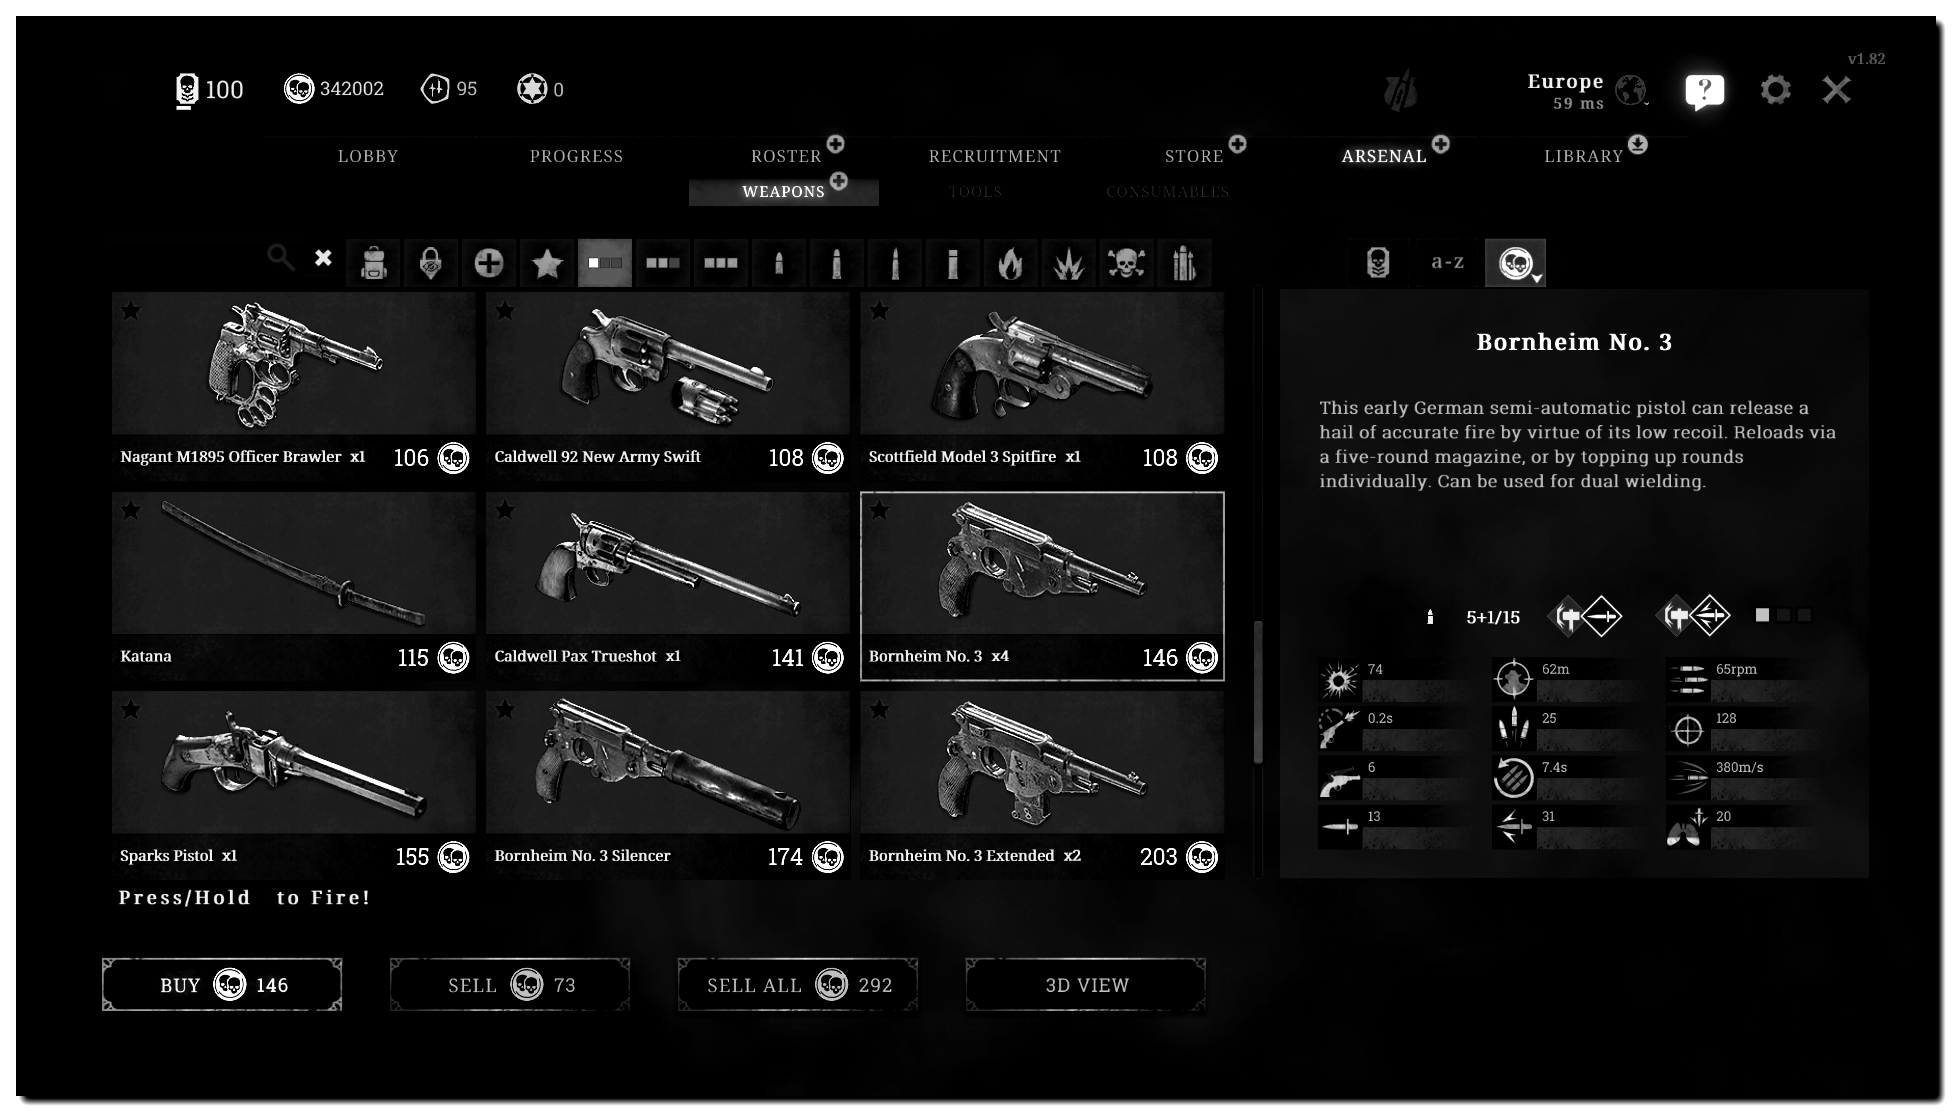 v1.82
100 342002 95 0 Europe ?
59 ms
LOBBY PROGRESS ROSTER RECRUITMENT STORE ARSENAL LIBRARY
WEAPONS TOOLS CONSUMABLES
a-z
Nagant M1895 Officer Brawler x1 106
Caldwell 92 New Army Swift 108
Scottfield Model 3 Spitfire x1 108
Katana 115
Caldwell Pax Trueshot x1 141
Bornheim No. 3 x4 146
Sparks Pistol x1 155
Bornheim No. 3 Silencer 174
Bornheim No. 3 Extended x2 203
Press/Hold to Fire!
BUY 146 SELL 73 SELL ALL 292 3D VIEW
Bornheim No. 3
This early German semi-automatic pistol can release a
hail of accurate fire by virtue of its low recoil. Reloads via
a five-round magazine, or by topping up rounds
individually. Can be used for dual wielding.
5+1/15
74 62m 65rpm
0.2s 25 128
6 7.4s 380m/s
13 31 20